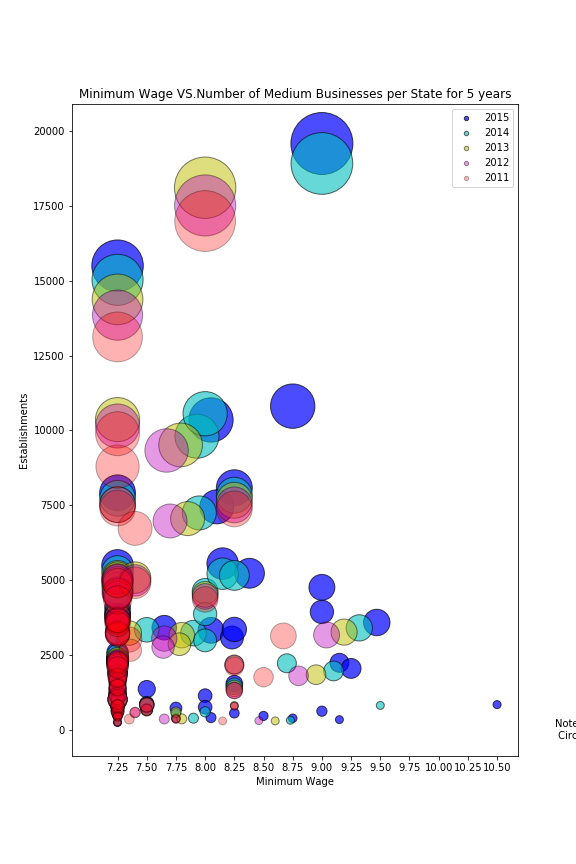 Minimum Wage VS.Number of Medium Businesses per State for 5 years
2015
2014
2013
2012
2011
20000
17500
15000
12500
10000
7500
5000
2500
0
Establishments
7.25 7.50 7.75 8.00 8.25 8.50 8.75 9.00 9.25 9.50 9.75 10.00 10.25 10.50
Minimum Wage
Note
Circ